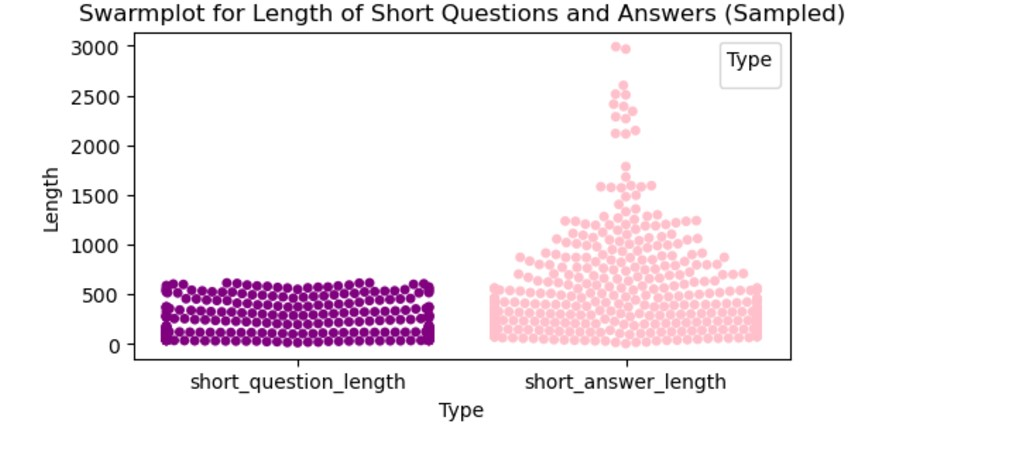 Swarmplot for Length of Short Questions and Answers (Sampled)
Type
3000
2500
2000
1500
1000
500
0
Length
short_question_length short_answer_length
Type